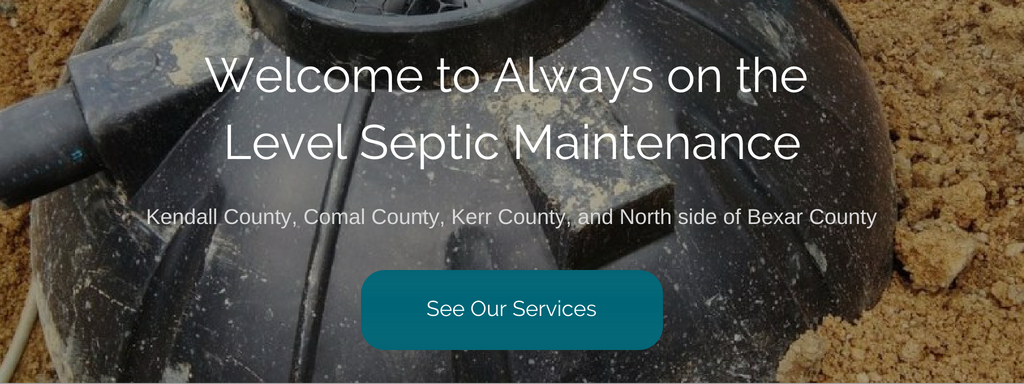 Welcome to Always on the
Level Septic Maintenance
Kendall County, Comal County, Kerr County, and North side of Bexar County
See Our Services